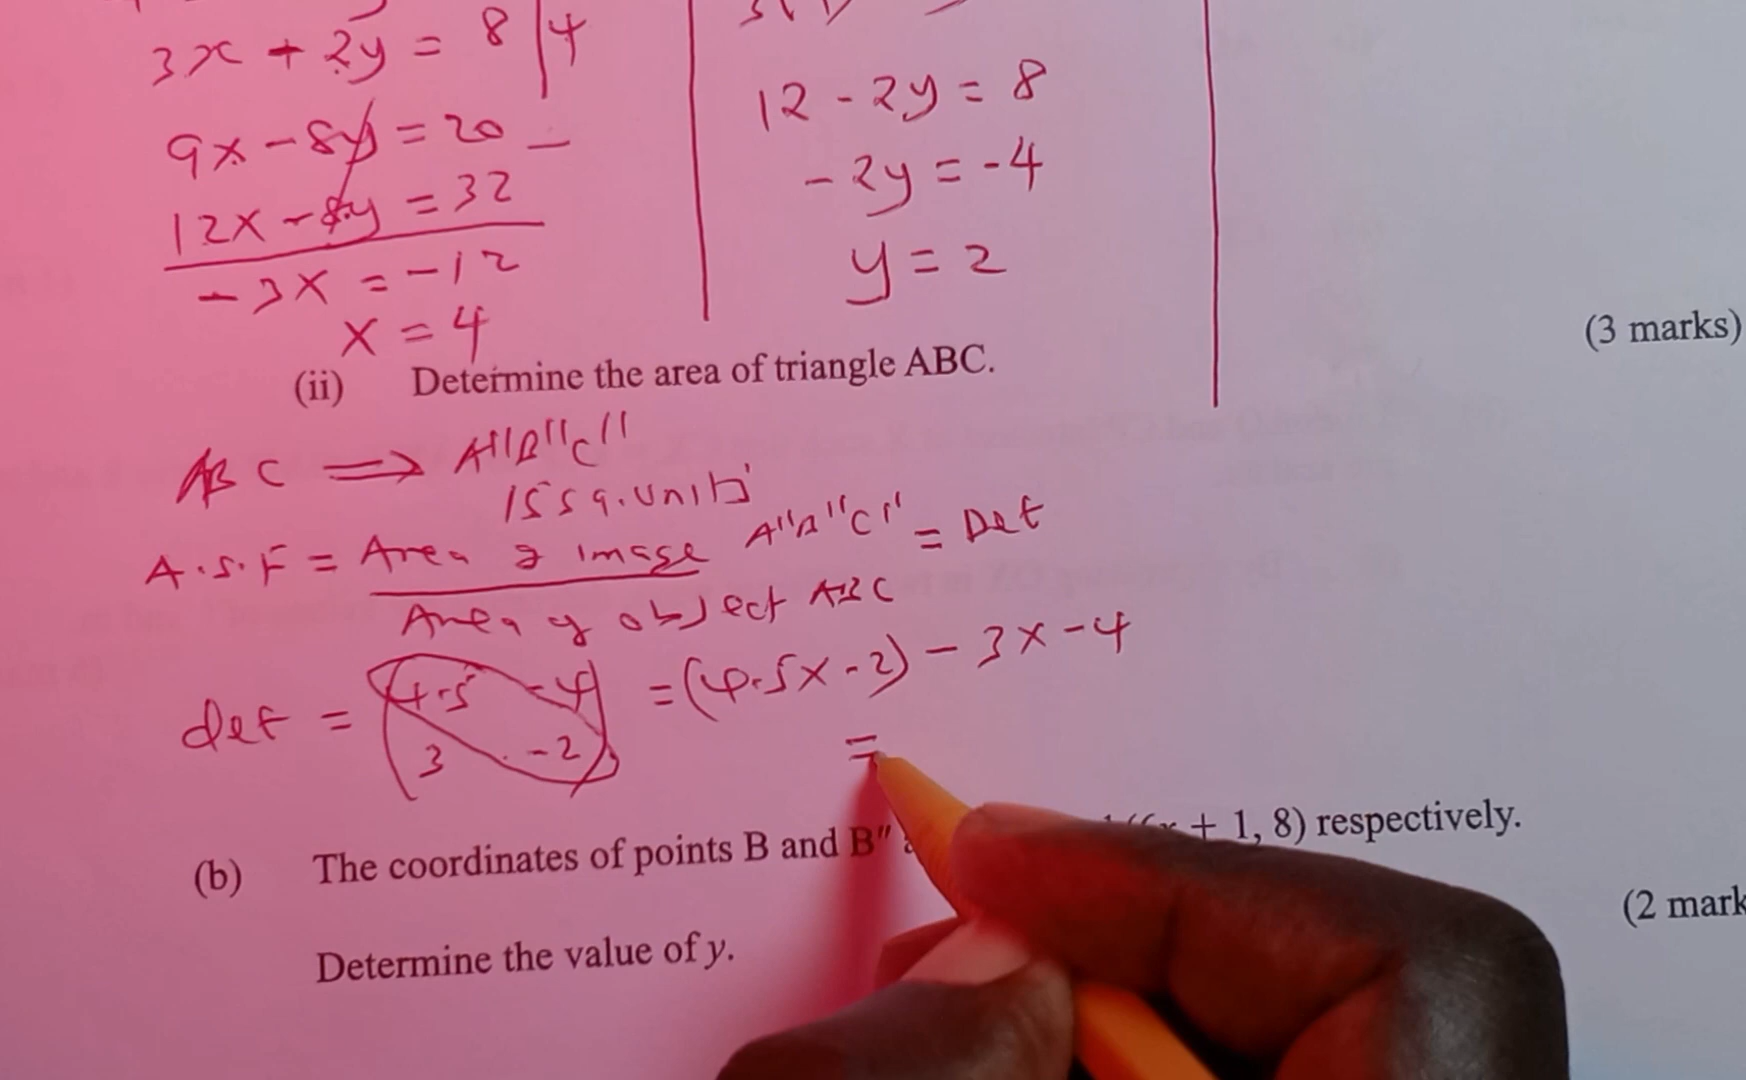 3x + 2y = 8 | 4
9x - 8y = 20 -
12x - 8y = 32
- 3x = -12
x = 4
12 - 2y = 8
- 2y = -4
y = 2
(3 marks)
(ii) Determine the area of triangle ABC.
ABC ⟹ A''B''C''
15 sq. units
A.S.F = Area of image A''B''C'' = Det
Area of object ABC
det = (4.5 -4) = (4.5x - 2) - 3x - 4
3 -2
=
(b) The coordinates of points B and B" + 1, 8) respectively.
(2 mark
Determine the value of y.